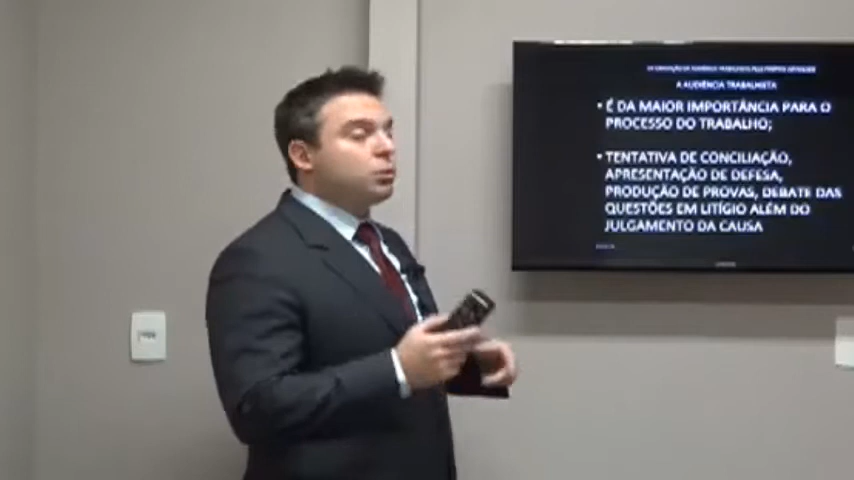 A AUDIÊNCIA TRABALHISTA
• É DA MAIOR IMPORTÂNCIA PARA O
PROCESSO DO TRABALHO;
• TENTATIVA DE CONCILIAÇÃO,
APRESENTAÇÃO DE DEFESA,
PRODUÇÃO DE PROVAS, DEBATE DAS
QUESTÕES EM LITÍGIO ALÉM DO
JULGAMENTO DA CAUSA